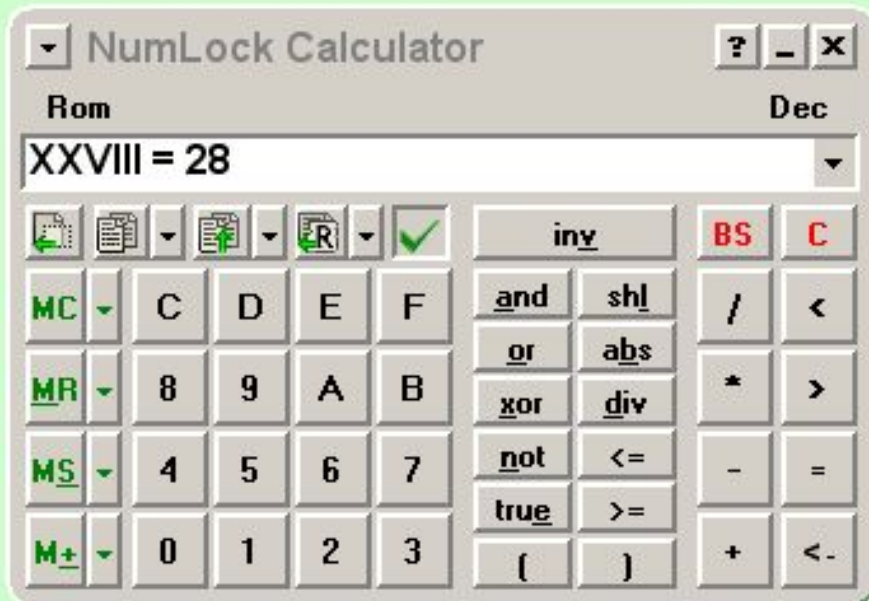 NumLock Calculator ? _ X
Rom Dec
XXVIII = 28
R inv BS C
MC C D E F and shl / <
or abs
MR 8 9 A B xor div * >
MS 4 5 6 7 not <= - =
true >=
M+ 0 1 2 3 ( ) + <-